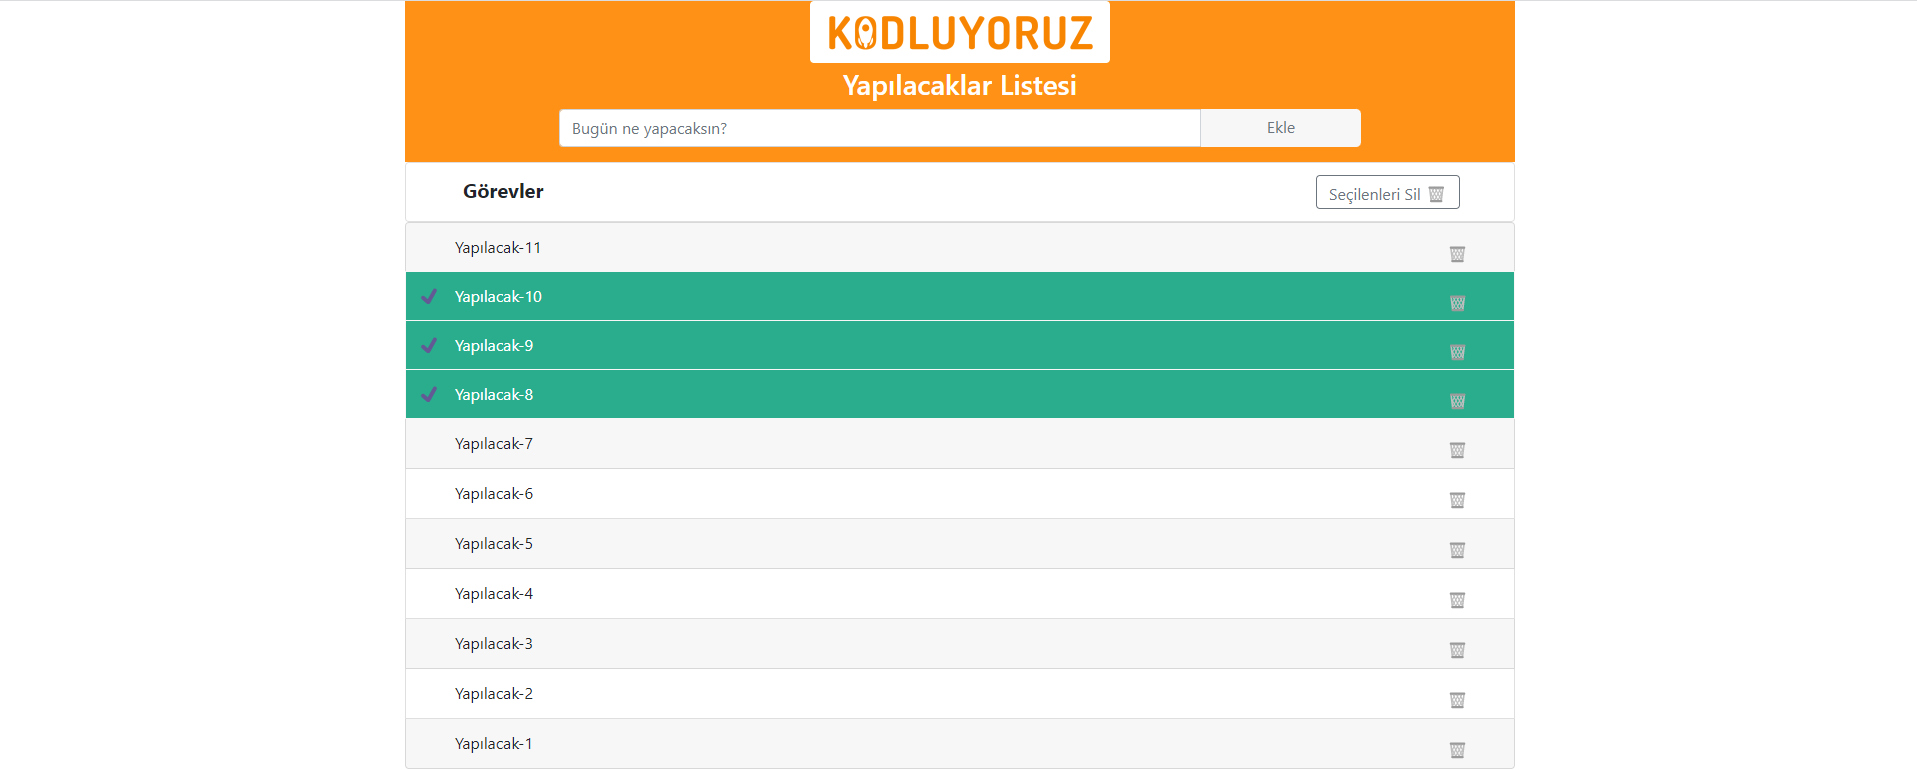 KODLUYORUZ
Yapılacaklar Listesi
Bugün ne yapacaksın?
Ekle
Görevler
Seçilenleri Sil
Yapılacak-11
Yapılacak-10
Yapılacak-9
Yapılacak-8
Yapılacak-7
Yapılacak-6
Yapılacak-5
Yapılacak-4
Yapılacak-3
Yapılacak-2
Yapılacak-1